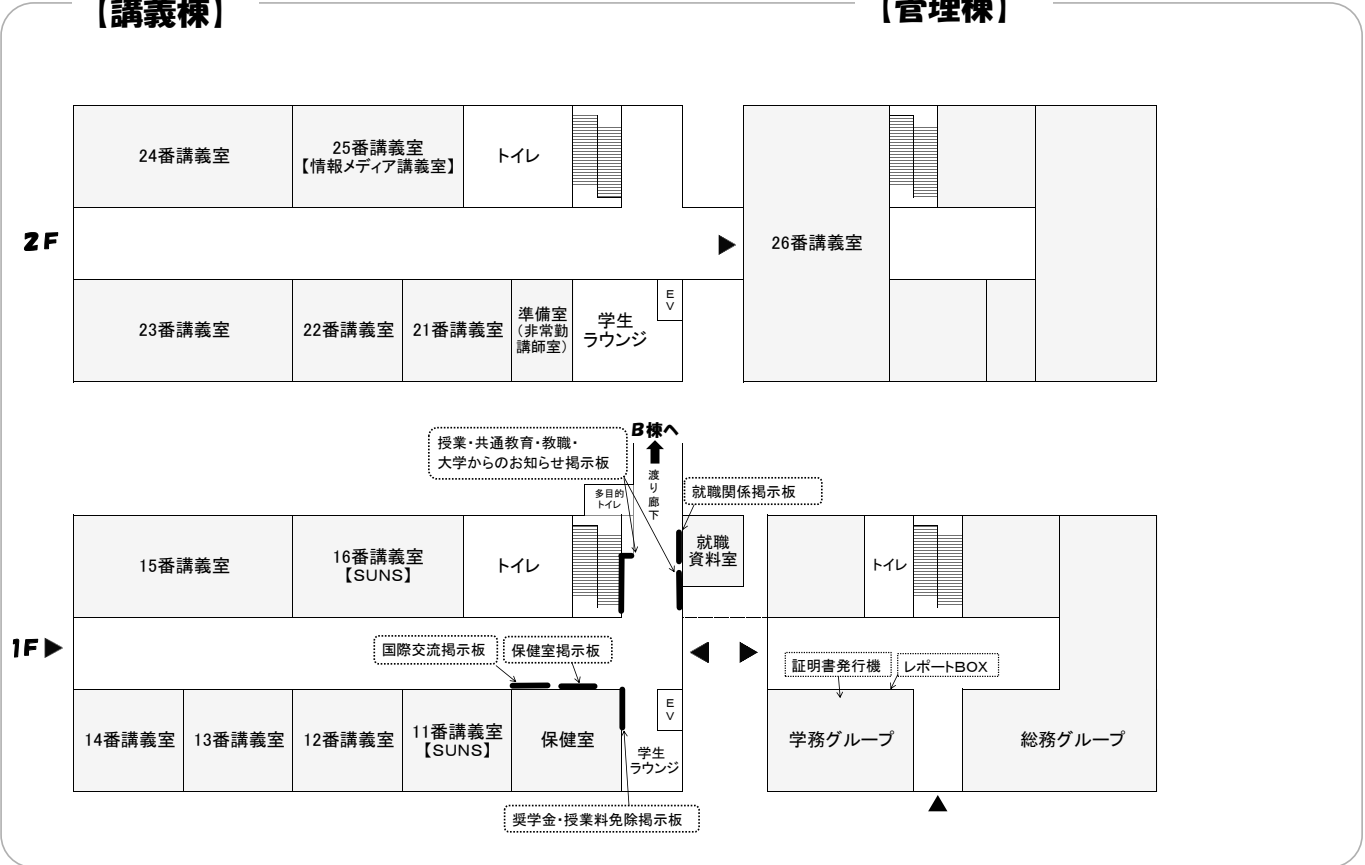 【講義棟】
【管理棟】
24番講義室
25番講義室
【情報メディア講義室】
トイレ
2F
26番講義室
23番講義室
22番講義室
21番講義室
準備室
(非常勤
講師室)
学生
ラウンジ
EV
B棟へ
授業・共通教育・教職・
大学からのお知らせ掲示板
渡り廊下
多目的
トイレ
就職関係掲示板
15番講義室
16番講義室
【SUNS】
トイレ
就職
資料室
トイレ
1F
国際交流掲示板
保健室掲示板
証明書発行機
レポートBOX
14番講義室
13番講義室
12番講義室
11番講義室
【SUNS】
保健室
EV
学生
ラウンジ
学務グループ
総務グループ
奨学金・授業料免除掲示板